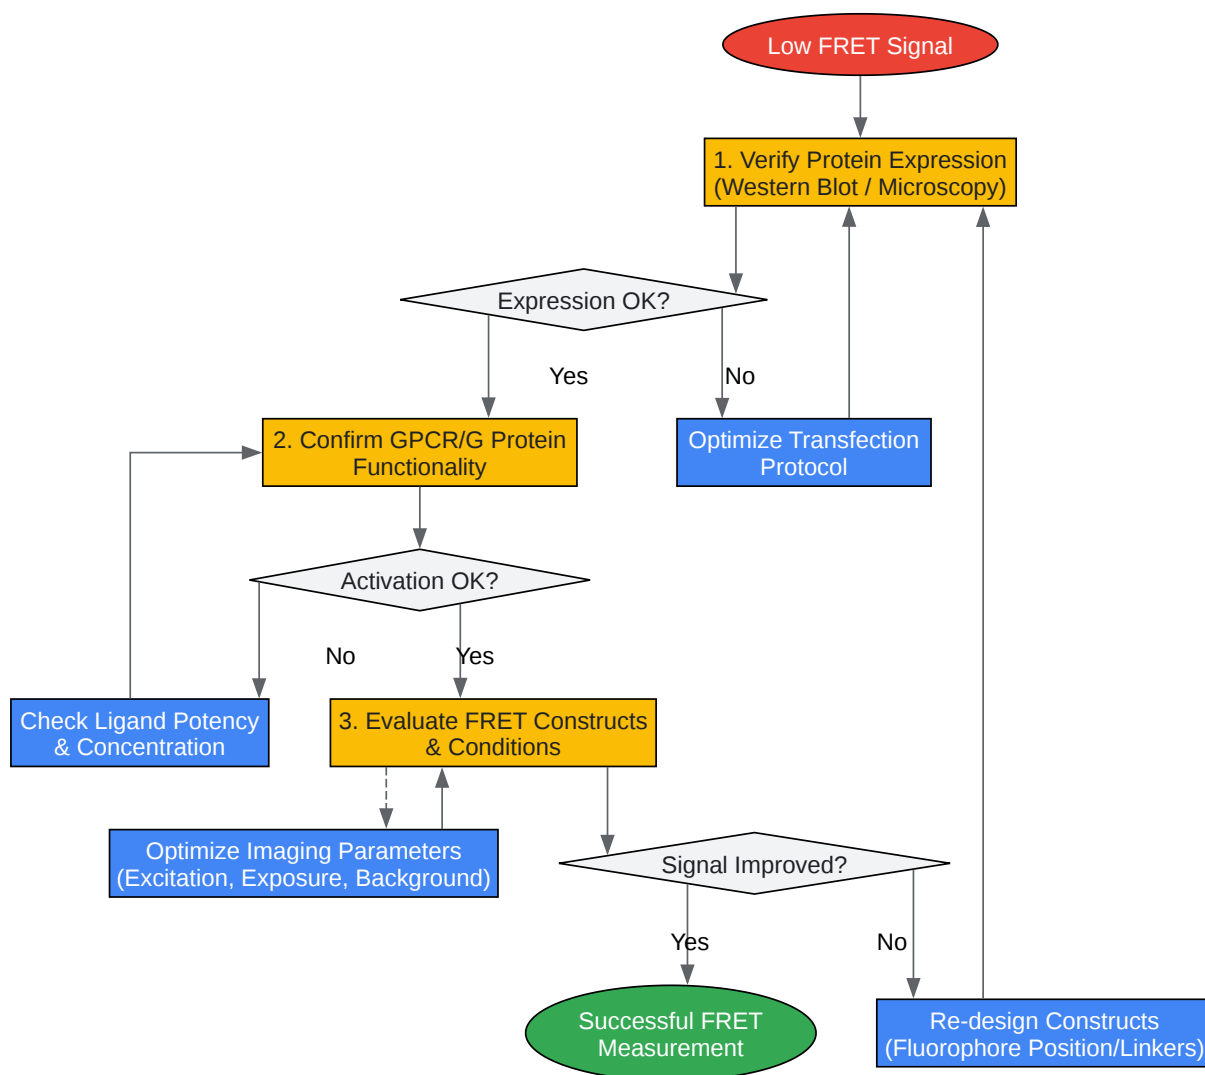 Low FRET Signal
1. Verify Protein Expression
(Western Blot / Microscopy)
Expression OK?
Yes
No
2. Confirm GPCR/G Protein
Functionality
Optimize Transfection
Protocol
Activation OK?
No
Yes
Check Ligand Potency
& Concentration
3. Evaluate FRET Constructs
& Conditions
Optimize Imaging Parameters
(Excitation, Exposure, Background)
Signal Improved?
Yes
No
Successful FRET
Measurement
Re-design Constructs
(Fluorophore Position/Linkers)